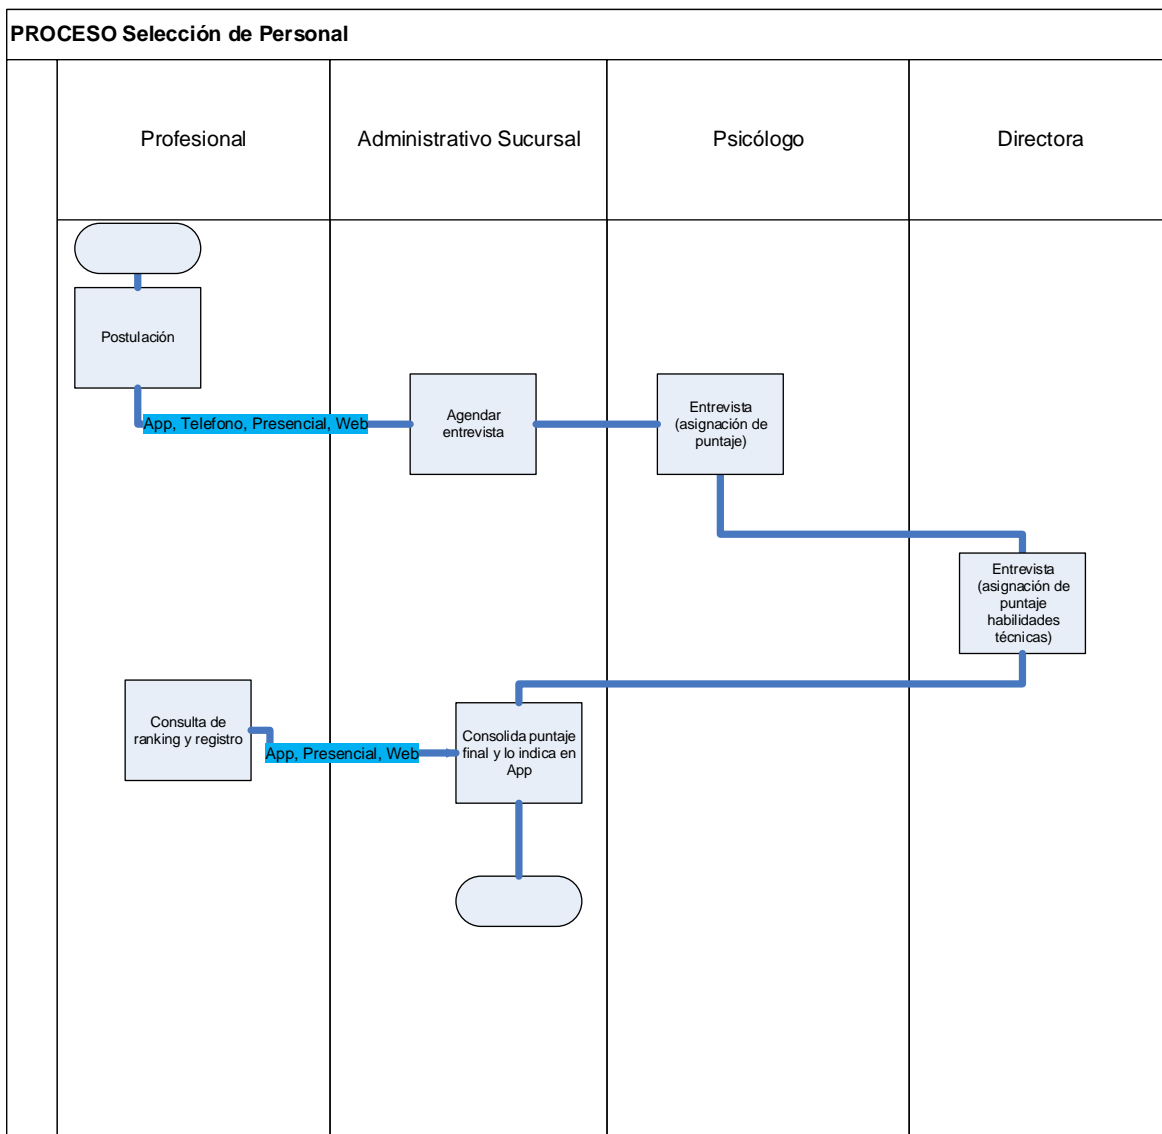 PROCESO Selección de Personal
Profesional
Administrativo Sucursal
Psicólogo
Directora
Postulación
App, Telefono, Presencial, Web
Agendar
entrevista
Entrevista
(asignación de
puntaje)
Entrevista
(asignación de
puntaje
habilidades
técnicas)
Consulta de
ranking y registro
App, Presencial, Web
Consolida puntaje
final y lo indica en
App